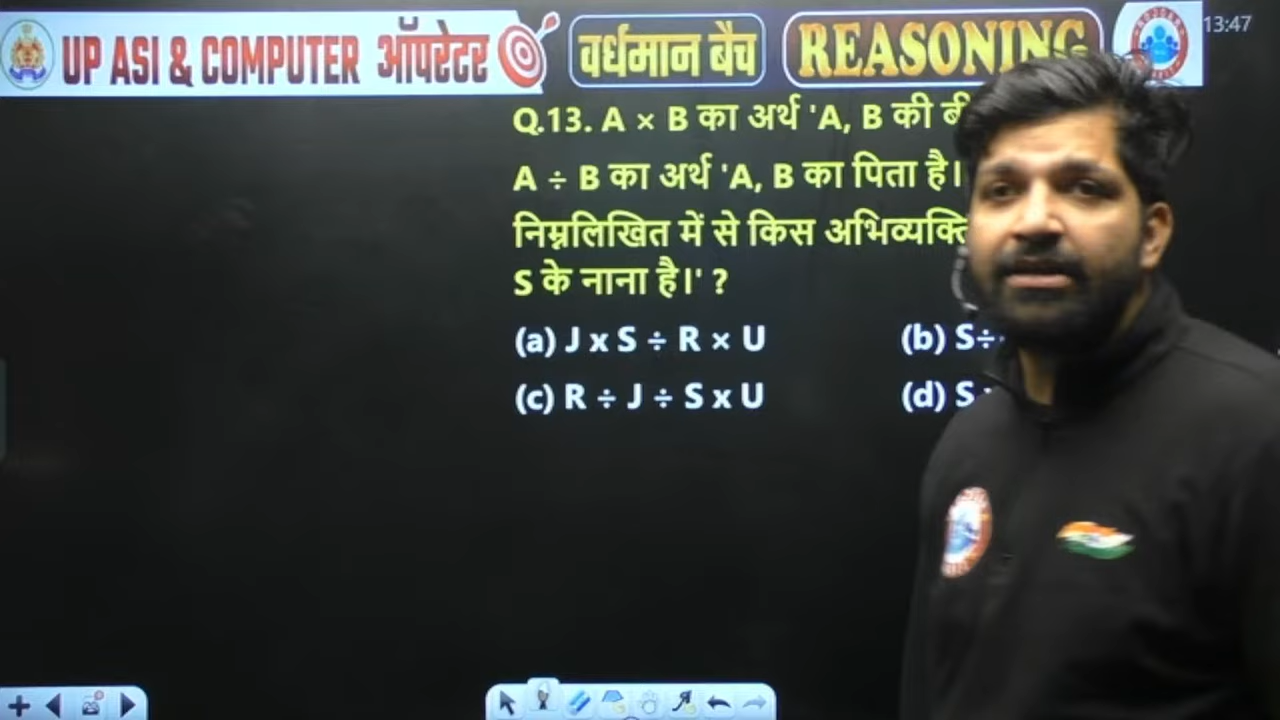 UP ASI & COMPUTER ऑपरेटर
वर्धमान बैच
REASONING
13:47
Q.13. A × B का अर्थ 'A, B की
A ÷ B का अर्थ 'A, B का पिता है।
निम्नलिखित में से किस अभिव्यक्ति
S के नाना है।' ?
(a) J x S ÷ R × U
(b) S÷
(c) R ÷ J ÷ S x U
(d) S